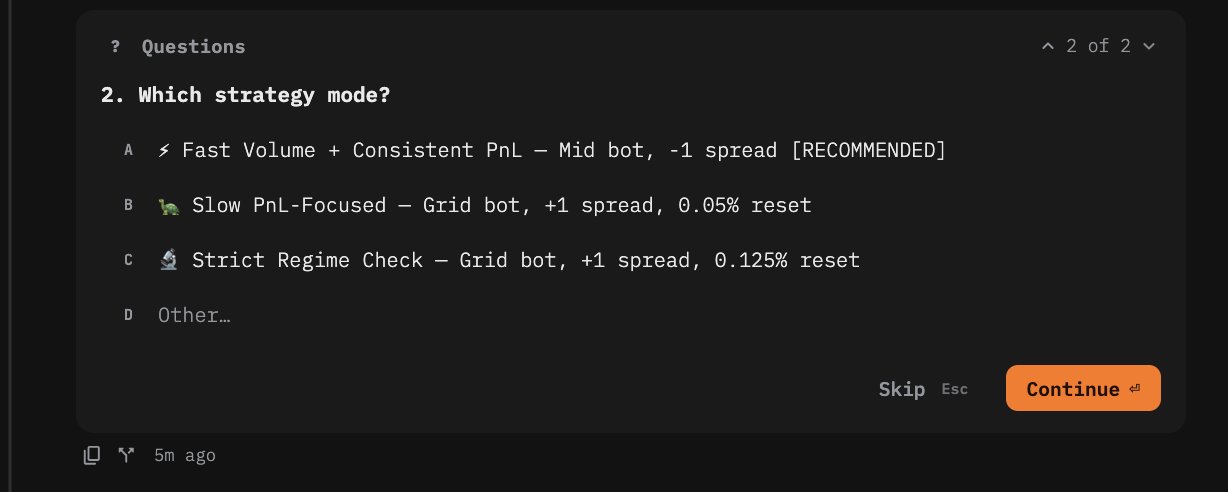 ? Questions
2 of 2
2. Which strategy mode?
A ⚡ Fast Volume + Consistent PnL — Mid bot, -1 spread [RECOMMENDED]
B 🐢 Slow PnL-Focused — Grid bot, +1 spread, 0.05% reset
C 🔬 Strict Regime Check — Grid bot, +1 spread, 0.125% reset
D Other…
Skip Esc
Continue ⏎
5m ago